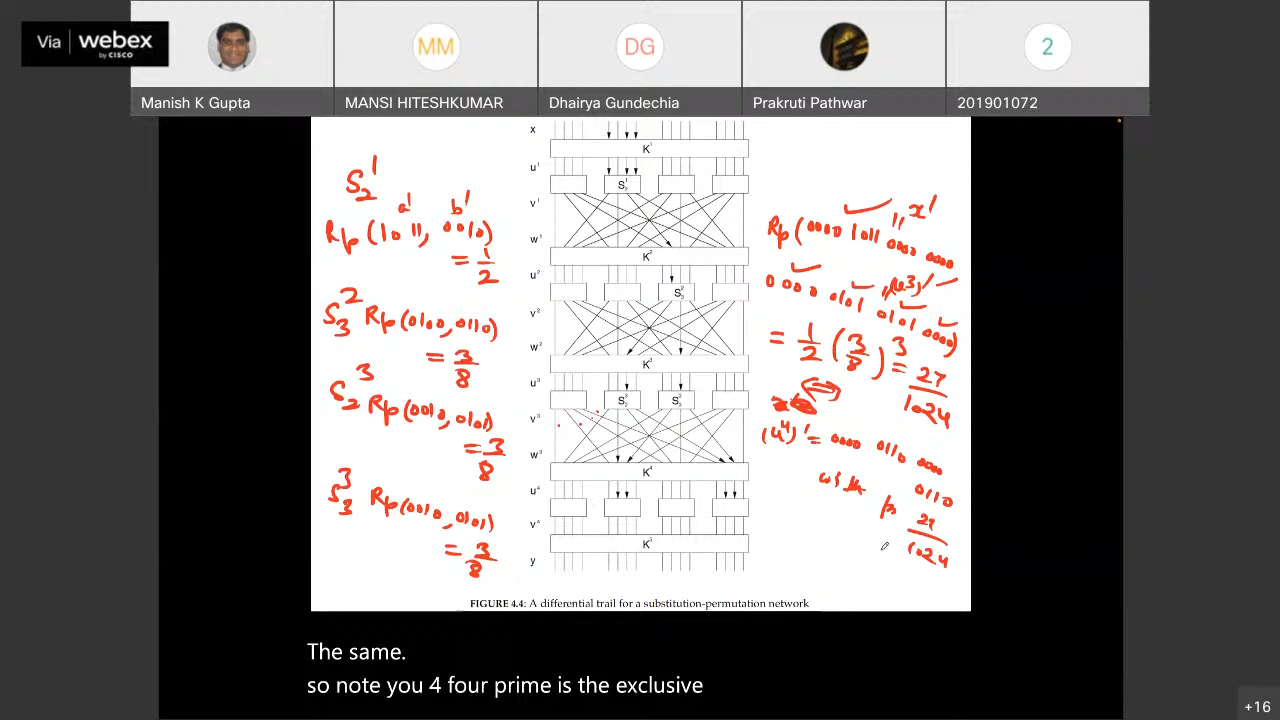 Via webex
by CISCO
MM
DG
2
Manish K Gupta
MANSI HITESHKUMAR
Dhairya Gundechia
Prakruti Pathwar
201901072
x
K¹
u¹
S¹₂
v¹
w¹
K²
u²
S²₃
v²
w²
K³
u³
S³₂ S³₃
v³
w³
K⁴
u⁴
v⁴
K⁵
y
S₂¹
a' b'
Rp (1011, 0010)
= 1/2
S₃² Rp(0100, 0110)
= 3/8
S₂³ Rp(0010, 0101)
= 3/8
S₃³ Rp(0010, 0101)
= 3/8
x'
Rp (0000 1011 0000 0000
(u³)'
0000 0101 0101 0000)
= 1/2 (3/8)³ = 27/1024
(u⁴)' = 0000 0110 0000
0110
with p 27/1024
FIGURE 4.4: A differential trail for a substitution-permutation network
The same.
so note you 4 four prime is the exclusive
+16